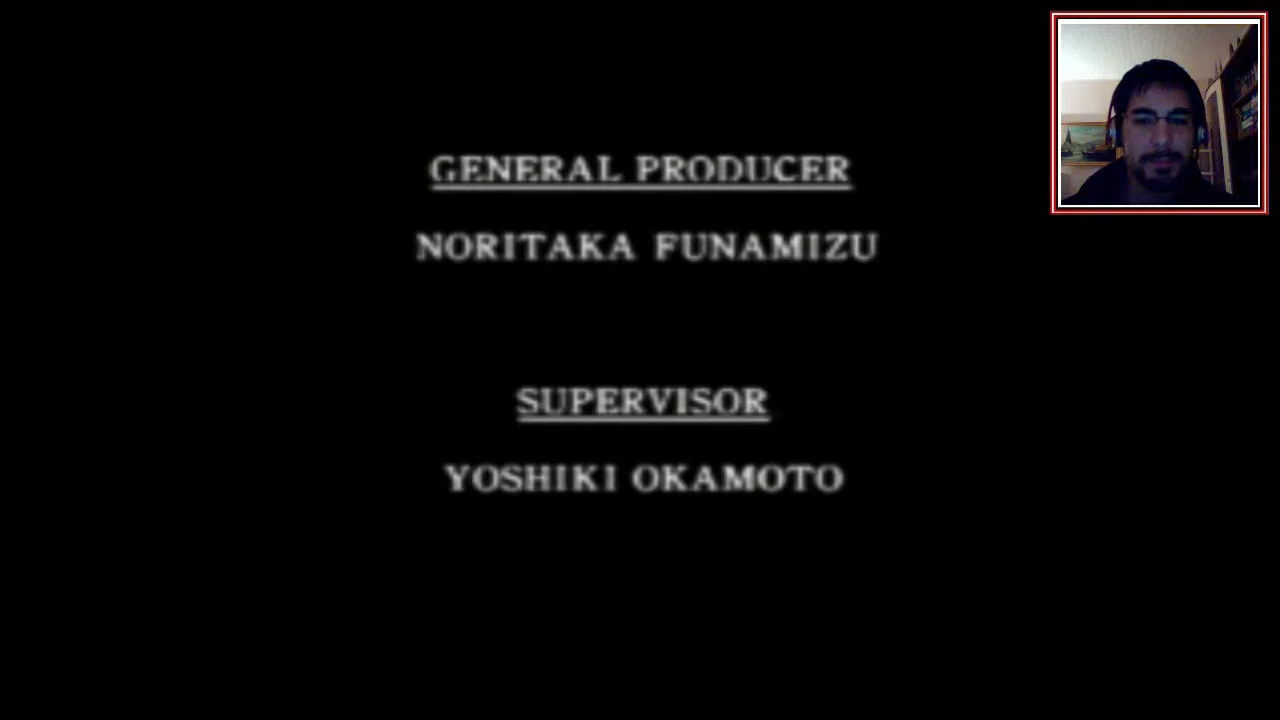 GENERAL PRODUCER
NORITAKA FUNAMIZU
SUPERVISOR
YOSHIKI OKAMOTO